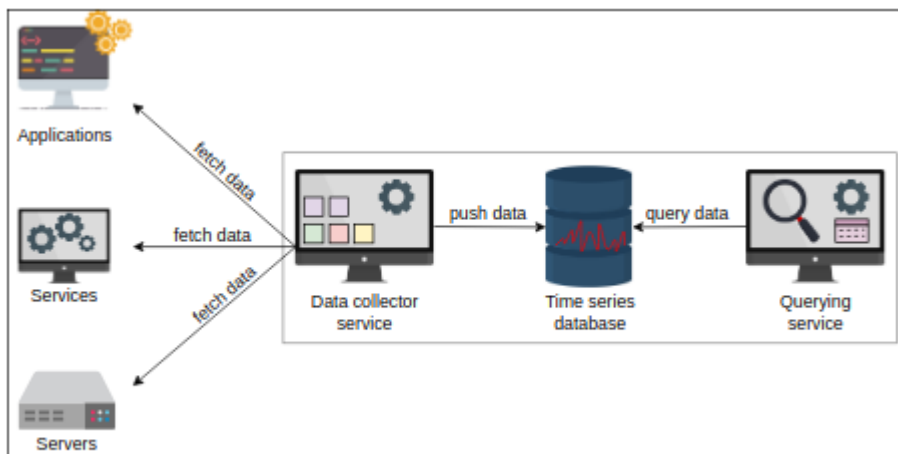 Applications
fetch data
fetch data
fetch data
Services
Servers
push data
query data
Data collector
service
Time series
database
Querying
service